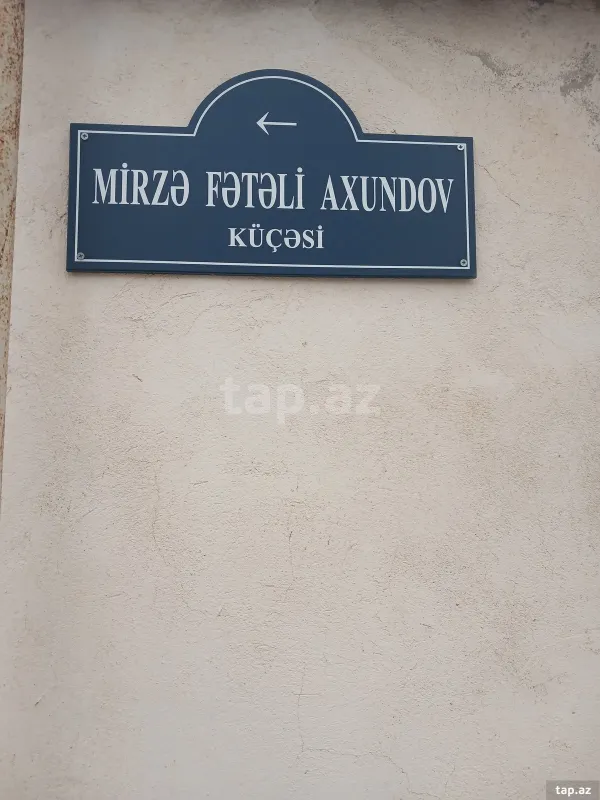 ←
MİRZƏ FƏTƏLİ AXUNDOV
KÜÇƏSİ
tap.az
tap.az